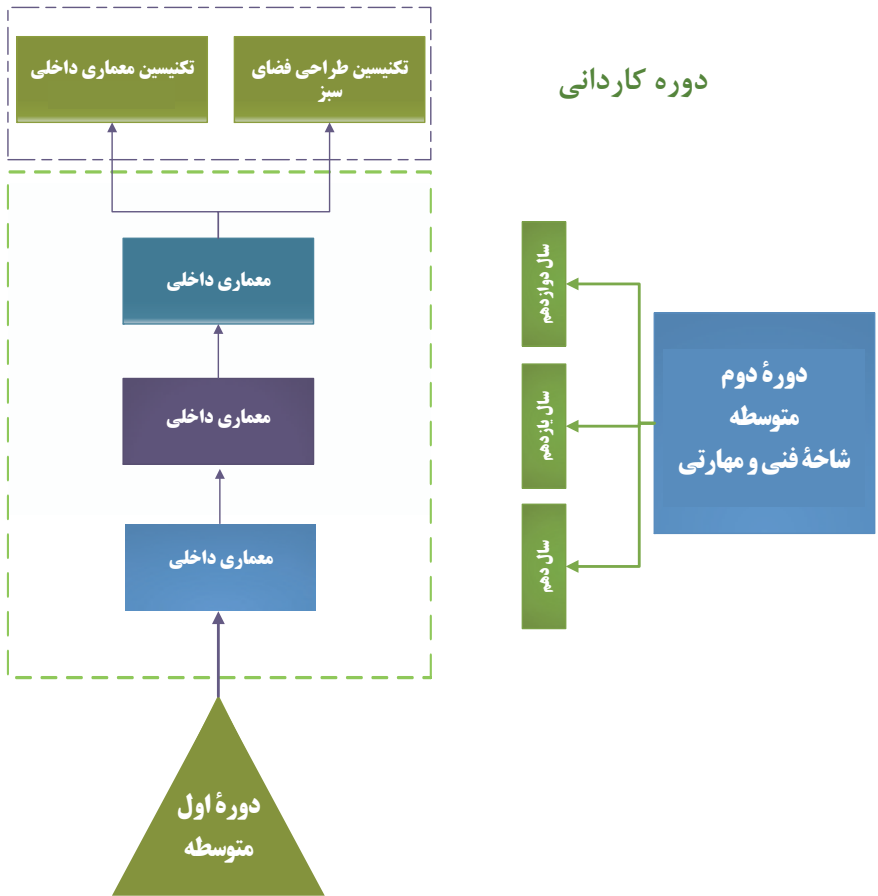 دوره کاردانی
تکنیسین طراحی فضای
سبز
تکنیسین معماری داخلی
سال دوازدهم
معماری داخلی
دورهٔ دوم
متوسطه
شاخهٔ فنی و مهارتی
سال یازدهم
معماری داخلی
سال دهم
معماری داخلی
دورهٔ اول
متوسطه